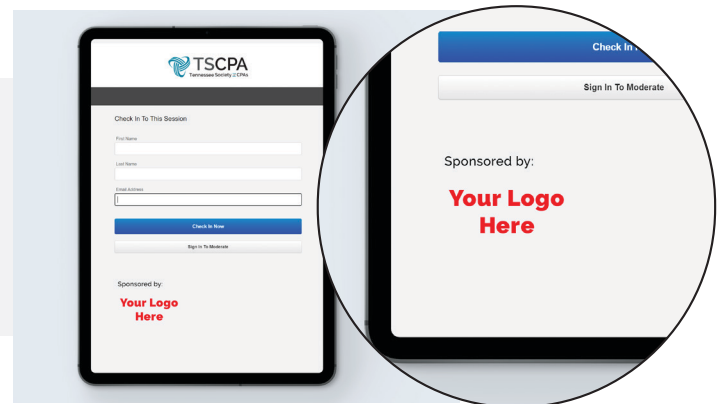 TSCPA
Tennessee Society of CPAs
Check In To This Session
First Name
Last Name
Email Address
Check In Now
Sign In To Moderate
Sponsored by:
Your Logo
Here
Check In
Sign In To Moderate
Sponsored by:
Your Logo
Here